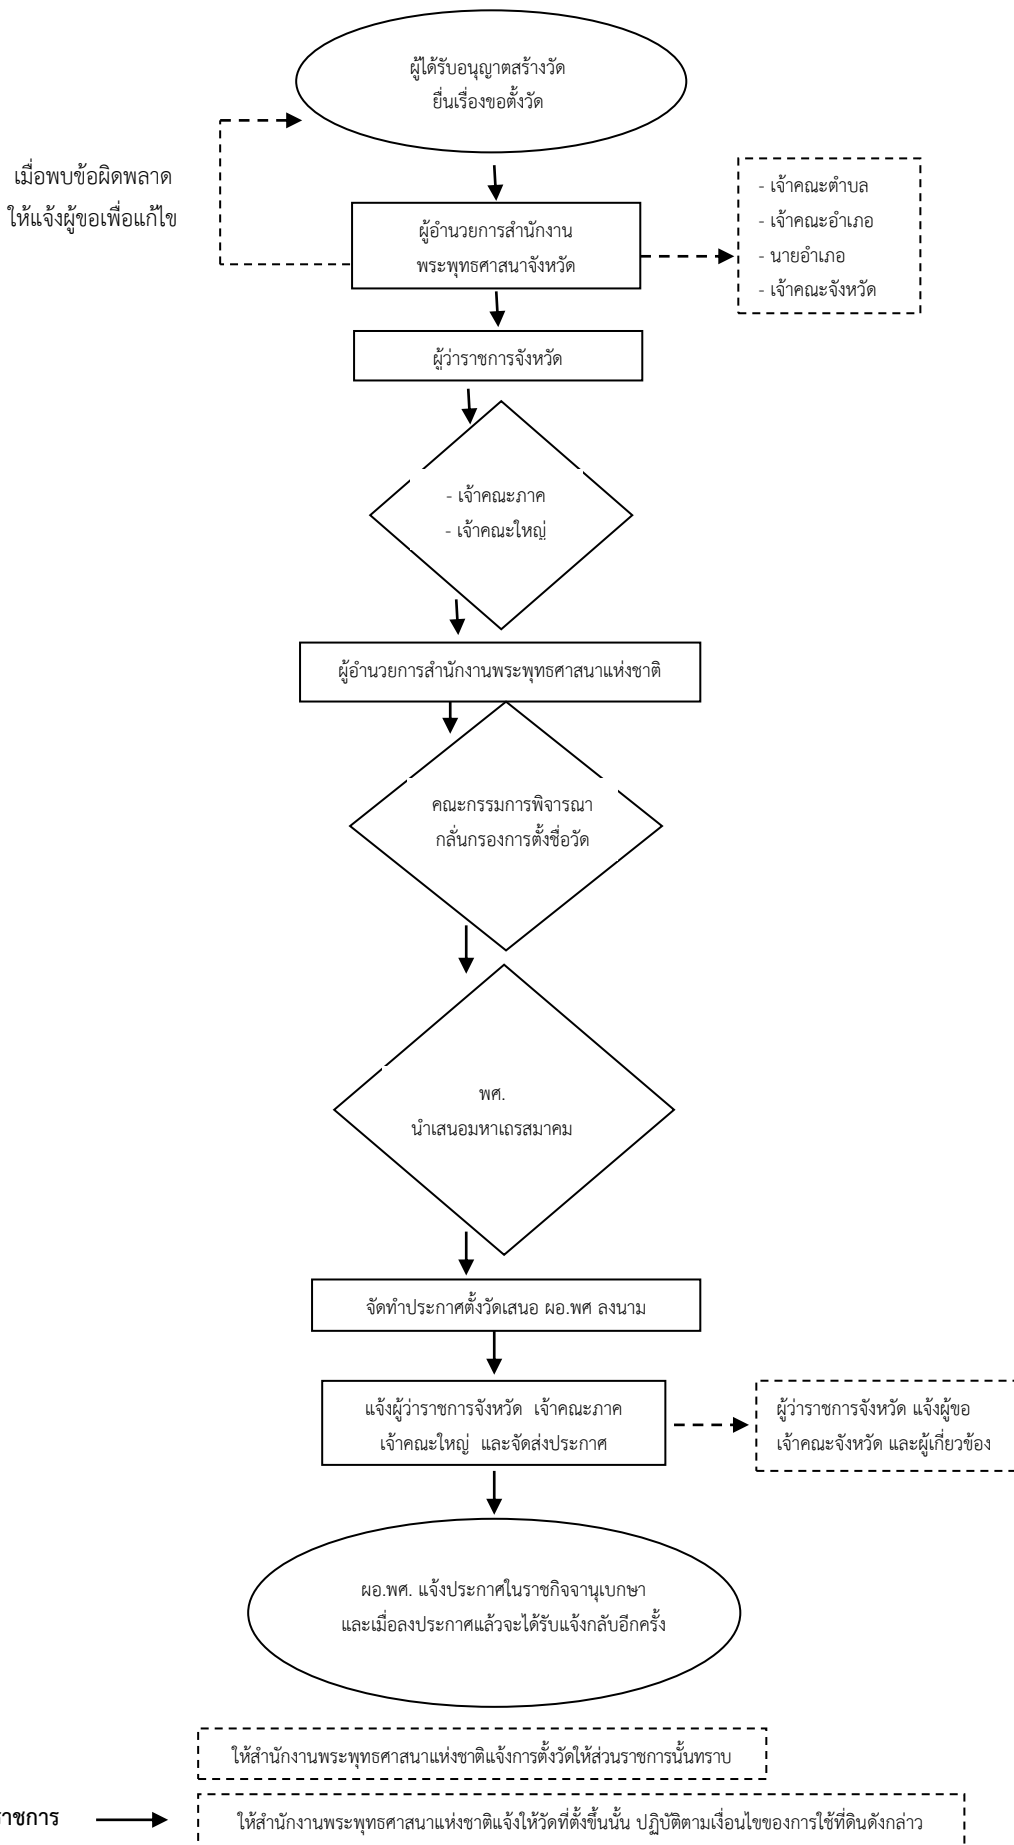 ผู้ได้รับอนุญาตสร้างวัด
ยื่นเรื่องขอตั้งวัด
เมื่อพบข้อผิดพลาด
ให้แจ้งผู้ขอเพื่อแก้ไข
ผู้อำนวยการสำนักงาน
พระพุทธศาสนาจังหวัด
- เจ้าคณะตำบล
- เจ้าคณะอำเภอ
- นายอำเภอ
- เจ้าคณะจังหวัด
ผู้ว่าราชการจังหวัด
- เจ้าคณะภาค
- เจ้าคณะใหญ่
ผู้อำนวยการสำนักงานพระพุทธศาสนาแห่งชาติ
คณะกรรมการพิจารณา
กลั่นกรองการตั้งชื่อวัด
พศ.
นำเสนอมหาเถรสมาคม
จัดทำประกาศตั้งวัดเสนอ ผอ.พศ ลงนาม
แจ้งผู้ว่าราชการจังหวัด เจ้าคณะภาค
เจ้าคณะใหญ่ และจัดส่งประกาศ
ผู้ว่าราชการจังหวัด แจ้งผู้ขอ
เจ้าคณะจังหวัด และผู้เกี่ยวข้อง
ผอ.พศ. แจ้งประกาศในราชกิจจานุเบกษา
และเมื่อลงประกาศแล้วจะได้รับแจ้งกลับอีกครั้ง
ให้สำนักงานพระพุทธศาสนาแห่งชาติแจ้งการตั้งวัดให้ส่วนราชการนั้นทราบ
ราชการ
ให้สำนักงานพระพุทธศาสนาแห่งชาติแจ้งให้วัดที่ตั้งขึ้นนั้น ปฏิบัติตามเงื่อนไขของการใช้ที่ดินดังกล่าว